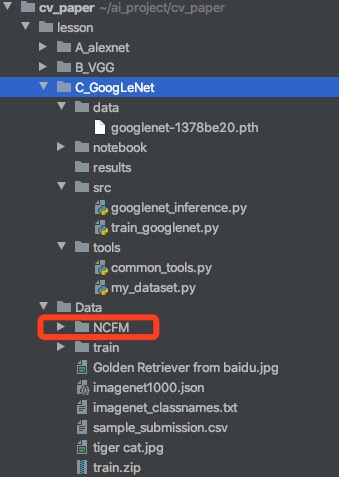 cv_paper ~/ai_project/cv_paper
lesson
A_alexnet
B_VGG
C_GoogLeNet
data
googlenet-1378be20.pth
notebook
results
src
googlenet_inference.py
train_googlenet.py
tools
common_tools.py
my_dataset.py
Data
NCFM
train
Golden Retriever from baidu.jpg
imagenet1000.json
imagenet_classnames.txt
sample_submission.csv
tiger cat.jpg
train.zip